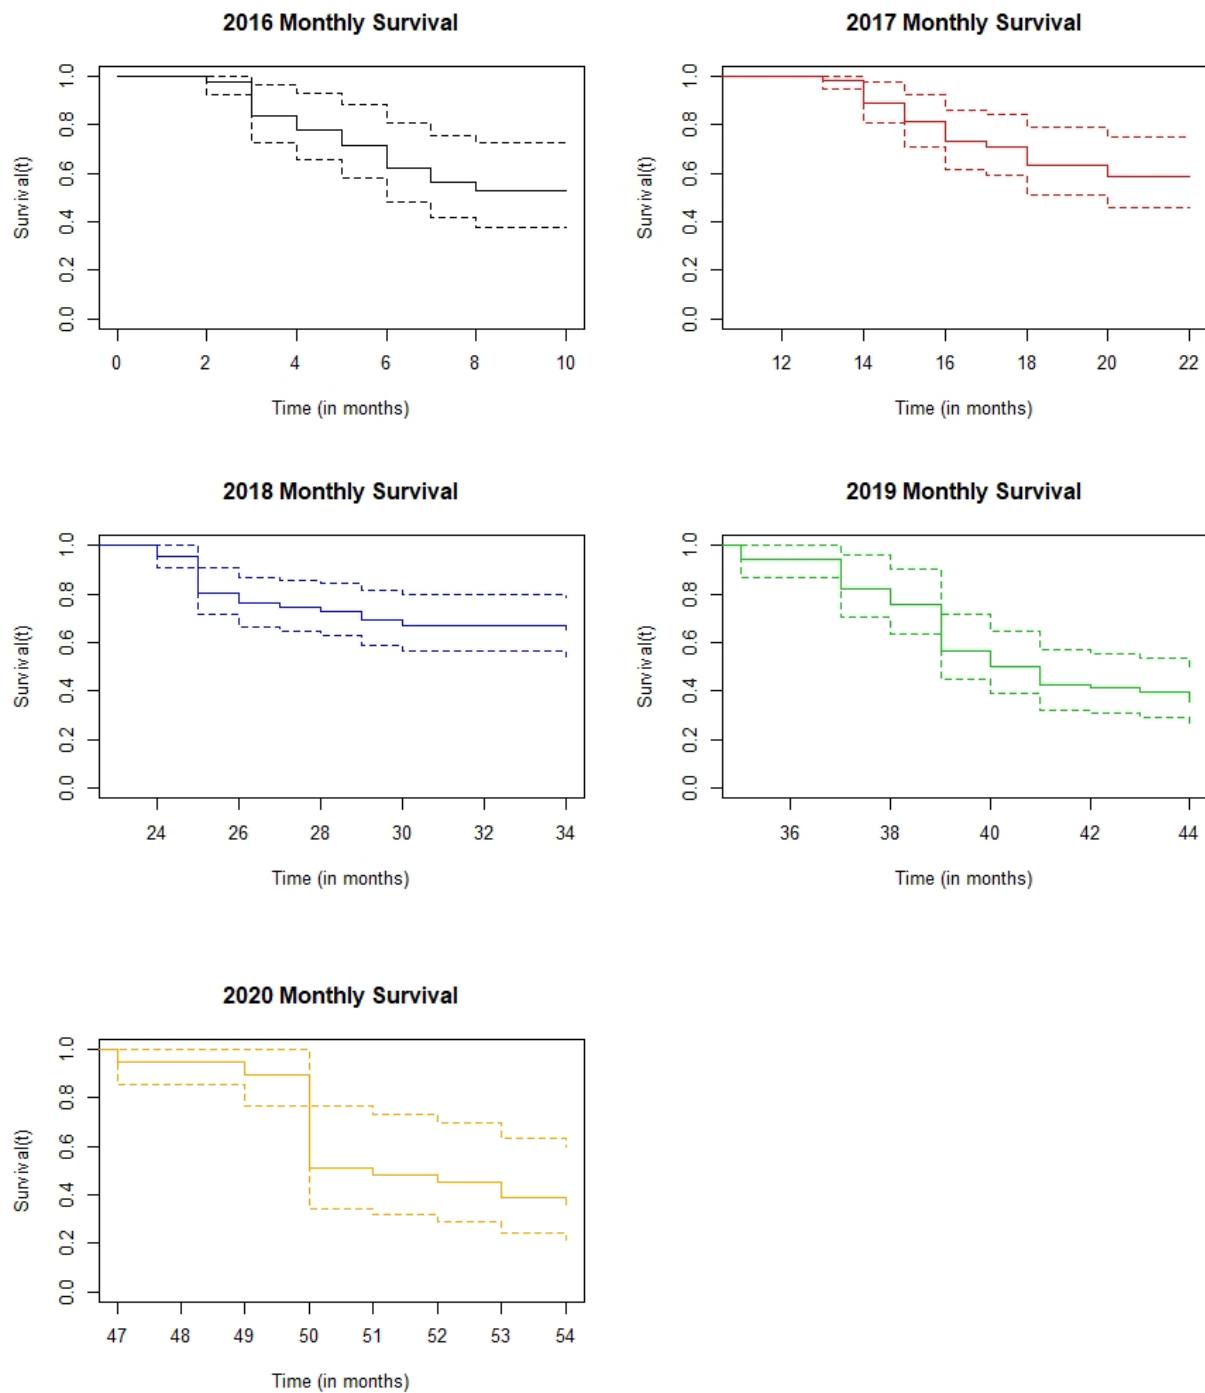 2016 Monthly Survival
Survival(t)
0.0 0.2 0.4 0.6 0.8 1.0
0 2 4 6 8 10
Time (in months)
2017 Monthly Survival
Survival(t)
0.0 0.2 0.4 0.6 0.8 1.0
12 14 16 18 20 22
Time (in months)
2018 Monthly Survival
Survival(t)
0.0 0.2 0.4 0.6 0.8 1.0
24 26 28 30 32 34
Time (in months)
2019 Monthly Survival
Survival(t)
0.0 0.2 0.4 0.6 0.8 1.0
36 38 40 42 44
Time (in months)
2020 Monthly Survival
Survival(t)
0.0 0.2 0.4 0.6 0.8 1.0
47 48 49 50 51 52 53 54
Time (in months)